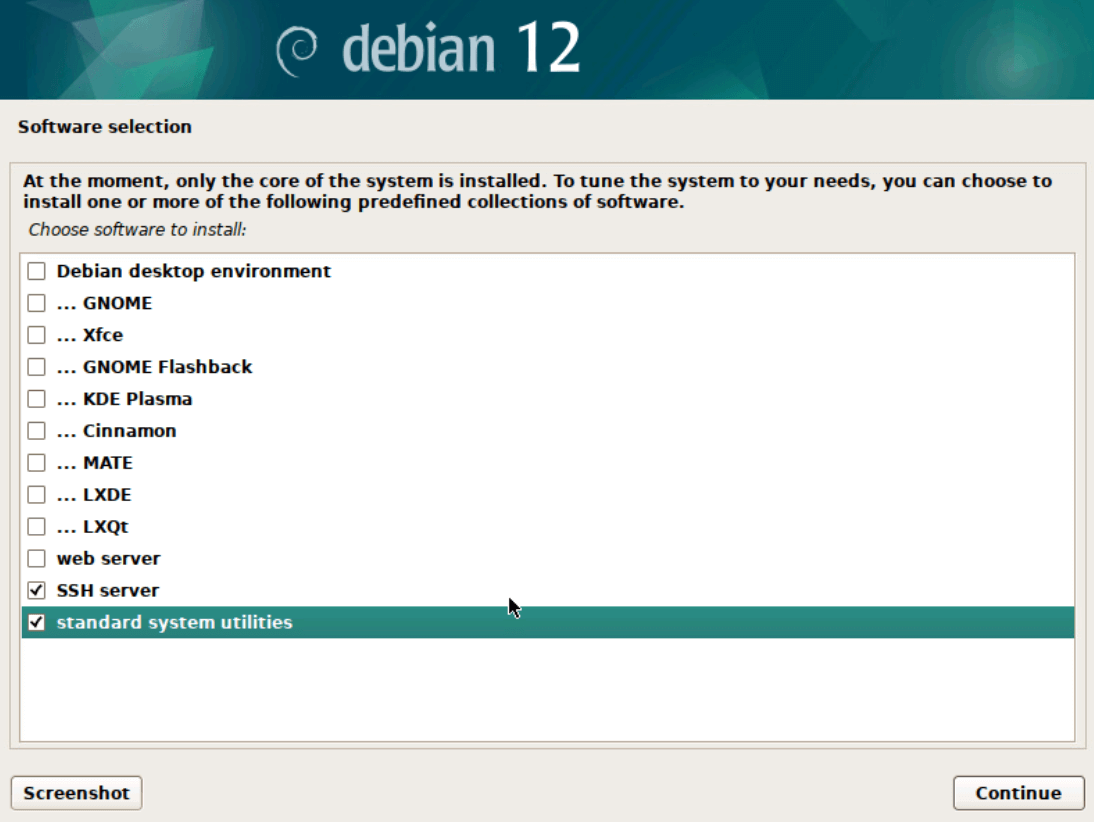 debian 12
Software selection
At the moment, only the core of the system is installed. To tune the system to your needs, you can choose to
install one or more of the following predefined collections of software.
Choose software to install:
Debian desktop environment
... GNOME
... Xfce
... GNOME Flashback
... KDE Plasma
... Cinnamon
... MATE
... LXDE
... LXQt
web server
SSH server
standard system utilities
Screenshot
Continue